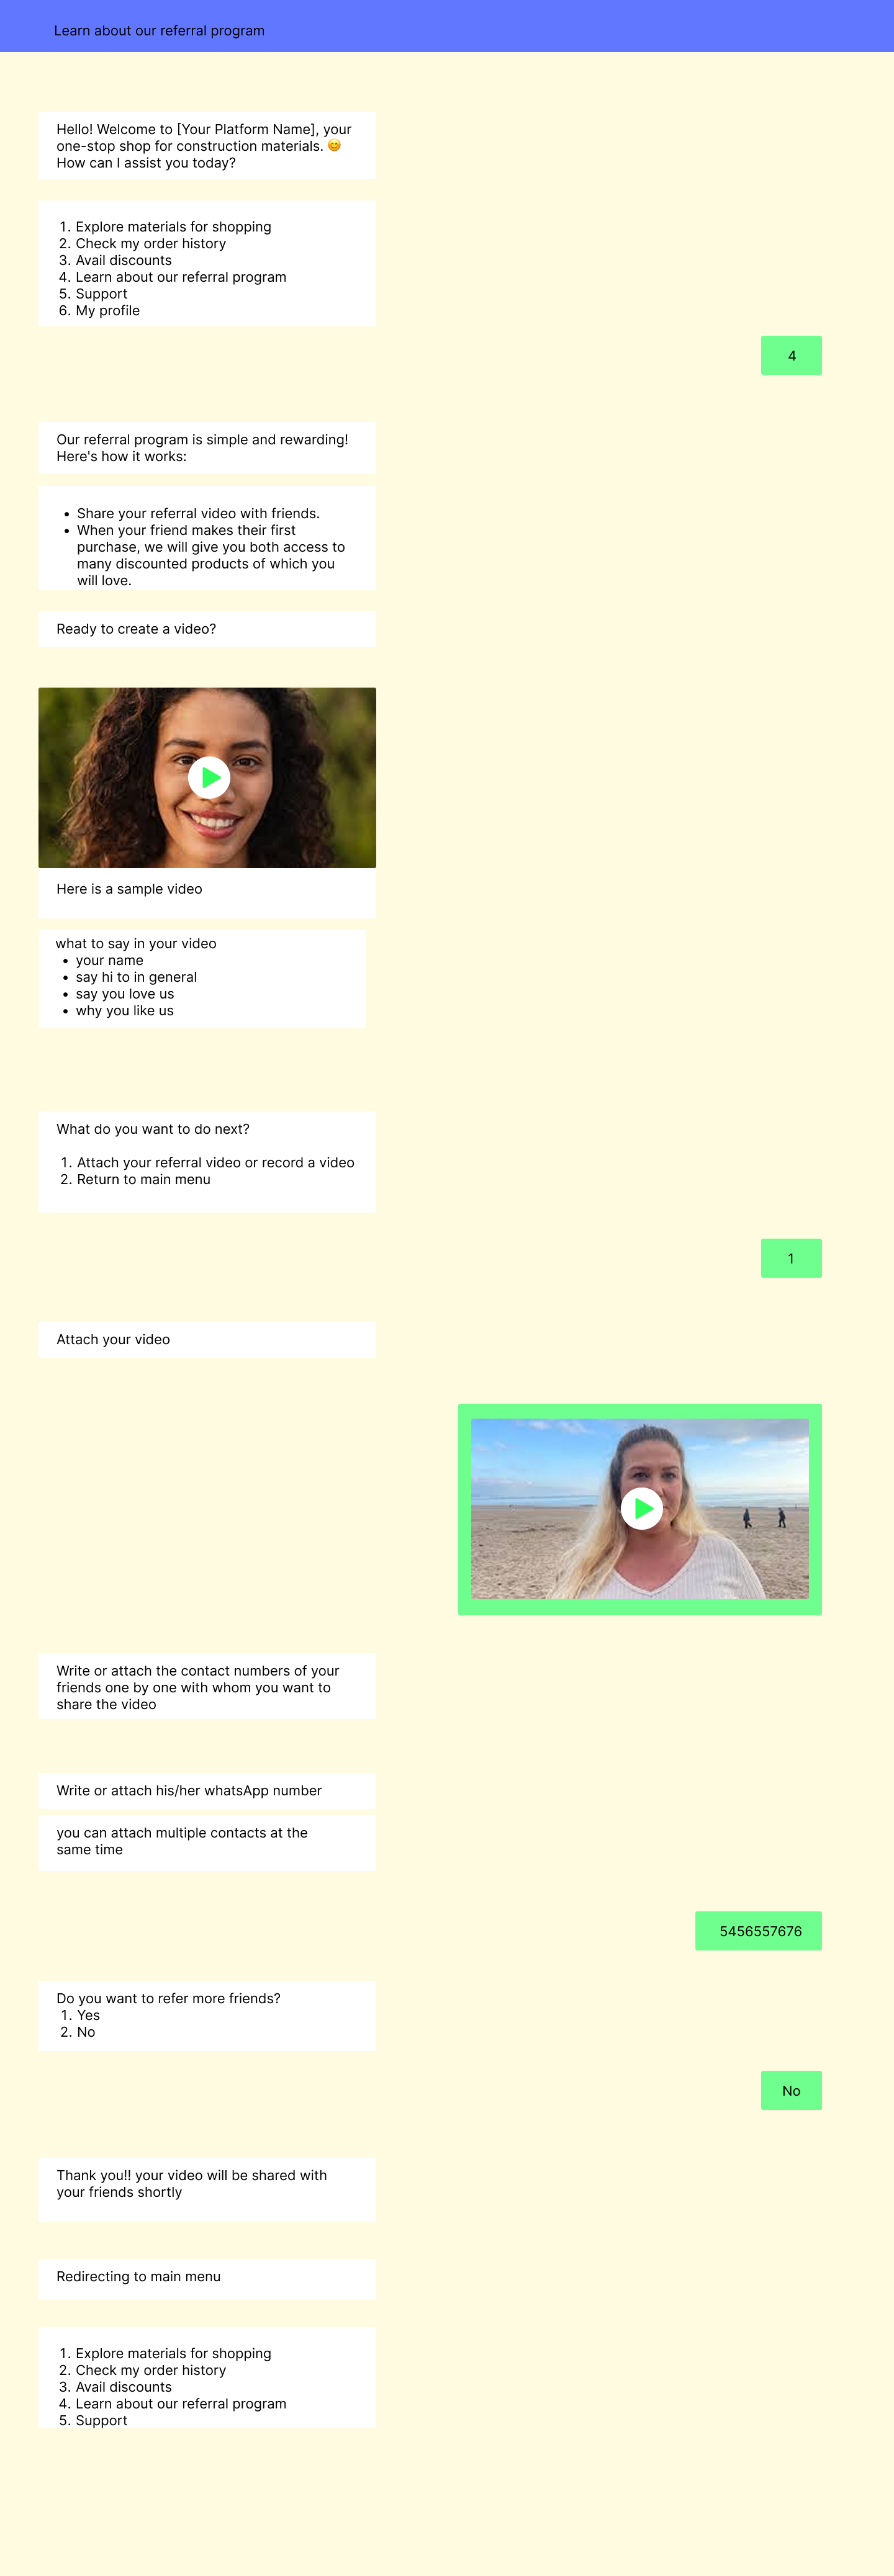 Learn about our referral program
Hello! Welcome to [Your Platform Name], your
one-stop shop for construction materials. 😊
How can I assist you today?
1. Explore materials for shopping
2. Check my order history
3. Avail discounts
4. Learn about our referral program
5. Support
6. My profile
4
Our referral program is simple and rewarding!
Here's how it works:
• Share your referral video with friends.
• When your friend makes their first
purchase, we will give you both access to
many discounted products of which you
will love.
Ready to create a video?
Here is a sample video
what to say in your video
• your name
• say hi to in general
• say you love us
• why you like us
What do you want to do next?
1. Attach your referral video or record a video
2. Return to main menu
1
Attach your video
Write or attach the contact numbers of your
friends one by one with whom you want to
share the video
Write or attach his/her whatsApp number
you can attach multiple contacts at the
same time
5456557676
Do you want to refer more friends?
1. Yes
2. No
No
Thank you!! your video will be shared with
your friends shortly
Redirecting to main menu
1. Explore materials for shopping
2. Check my order history
3. Avail discounts
4. Learn about our referral program
5. Support